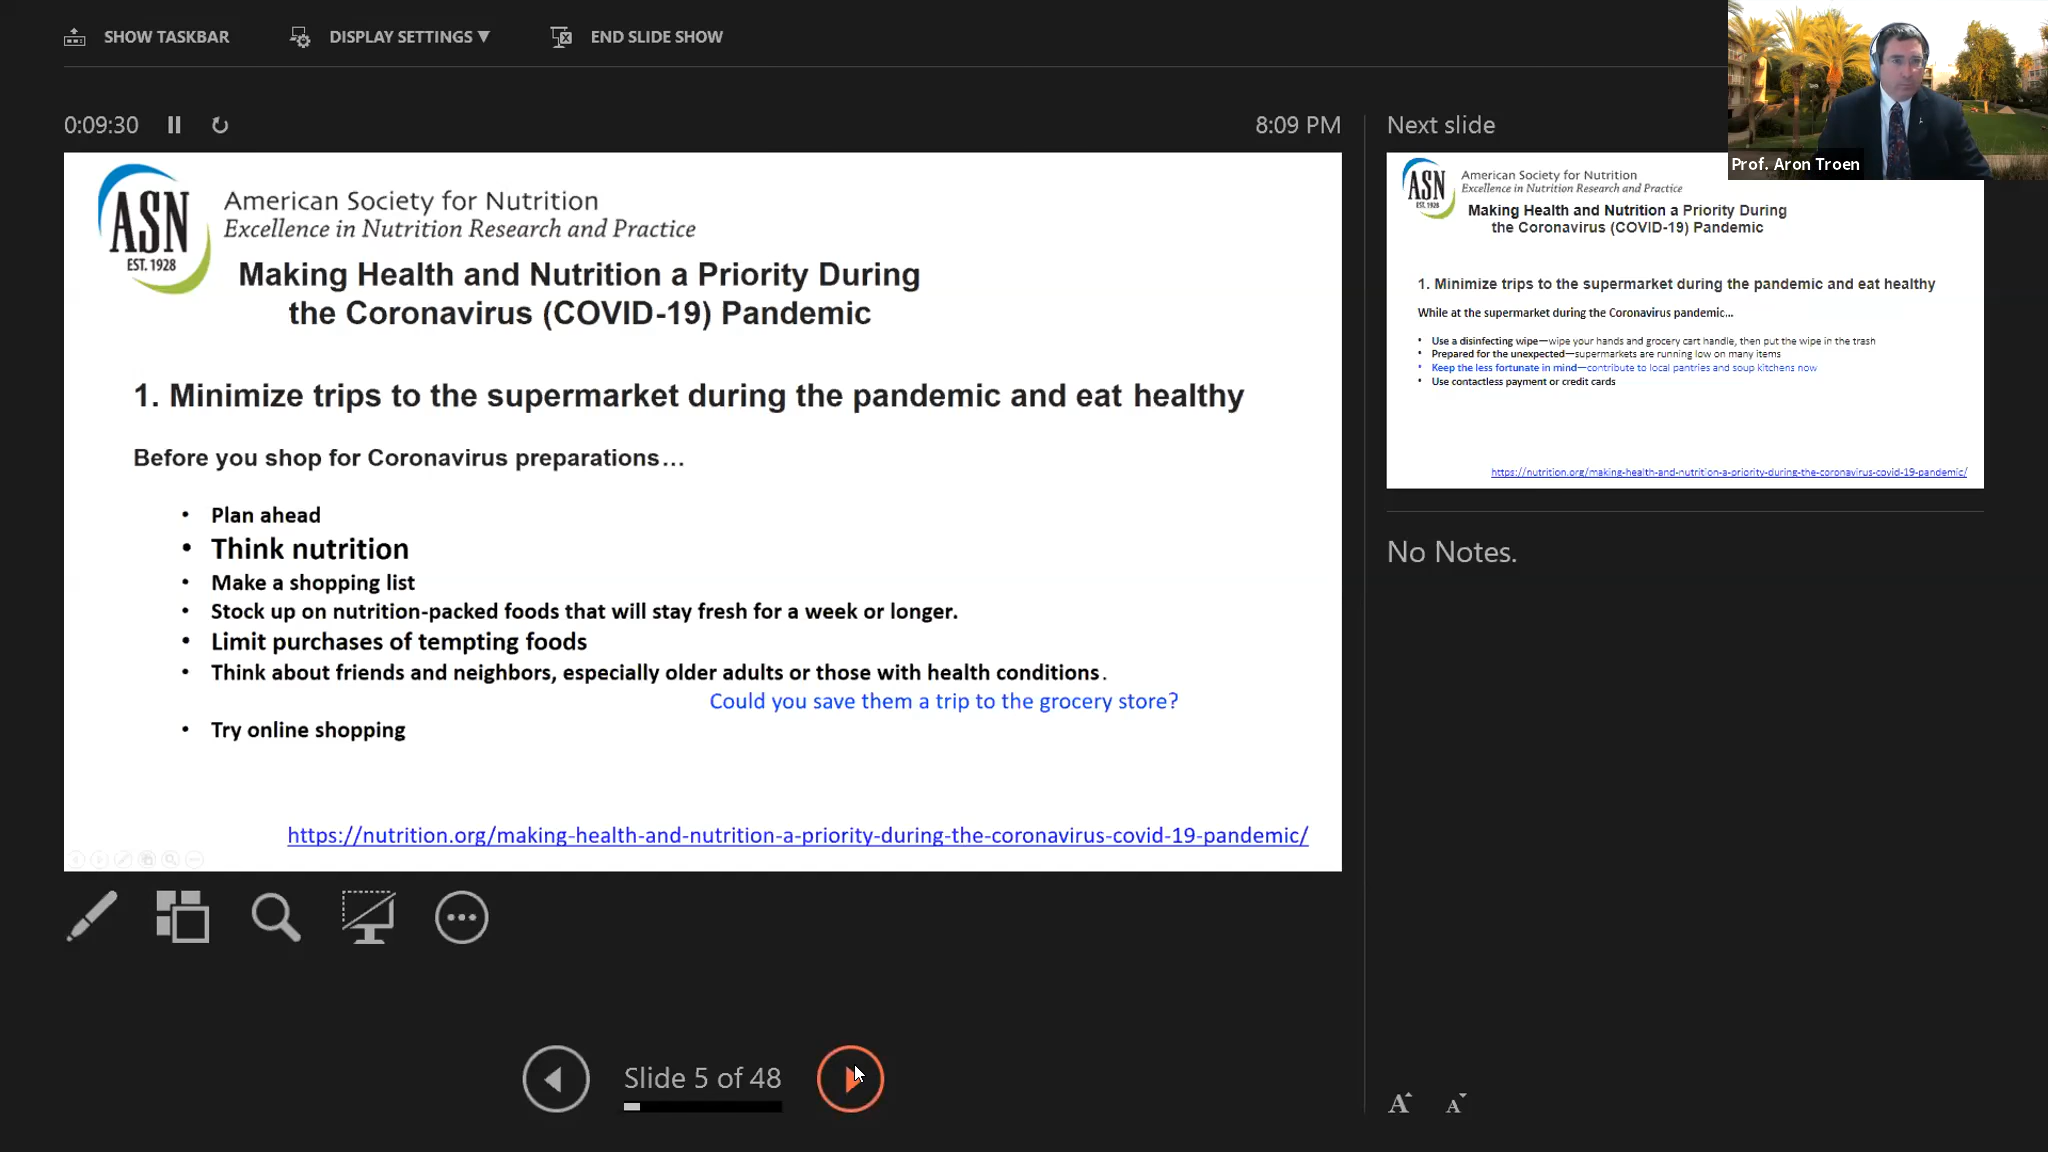 SHOW TASKBAR
DISPLAY SETTINGS ▼
END SLIDE SHOW
0:09:30
8:09 PM
ASN
EST. 1928
American Society for Nutrition
Excellence in Nutrition Research and Practice
Making Health and Nutrition a Priority During
the Coronavirus (COVID-19) Pandemic
1. Minimize trips to the supermarket during the pandemic and eat healthy
Before you shop for Coronavirus preparations…
• Plan ahead
• Think nutrition
• Make a shopping list
• Stock up on nutrition-packed foods that will stay fresh for a week or longer.
• Limit purchases of tempting foods
• Think about friends and neighbors, especially older adults or those with health conditions.
Could you save them a trip to the grocery store?
• Try online shopping
https://nutrition.org/making-health-and-nutrition-a-priority-during-the-coronavirus-covid-19-pandemic/
Slide 5 of 48
Next slide
Prof. Aron Troen
ASN
EST. 1928
American Society for Nutrition
Excellence in Nutrition Research and Practice
Making Health and Nutrition a Priority During
the Coronavirus (COVID-19) Pandemic
1. Minimize trips to the supermarket during the pandemic and eat healthy
While at the supermarket during the Coronavirus pandemic…
• Use a disinfecting wipe—wipe your hands and grocery cart handle, then put the wipe in the trash
• Prepared for the unexpected—supermarkets are running low on many items
• Keep the less fortunate in mind—contribute to local pantries and soup kitchens now
• Use contactless payment or credit cards
https://nutrition.org/making-health-and-nutrition-a-priority-during-the-coronavirus-covid-19-pandemic/
No Notes.
A A